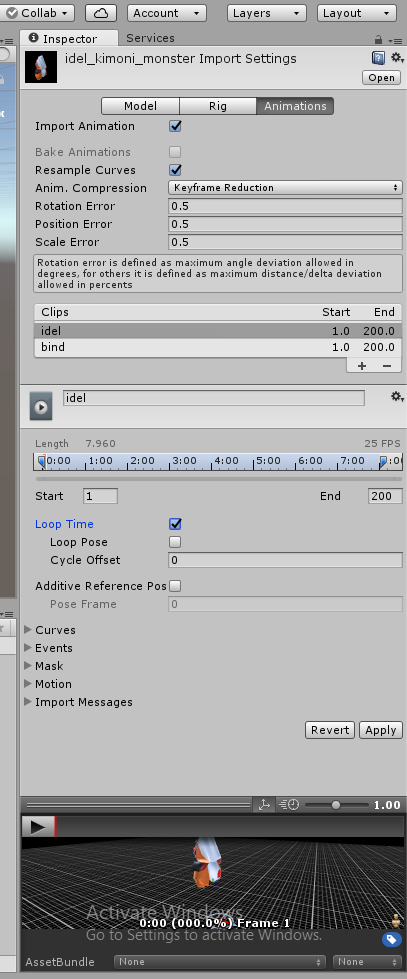 Collab Account Layers Layout
Inspector Services
idel_kimoni_monster Import Settings
Open
Model Rig Animations
Import Animation
Bake Animations
Resample Curves
Anim. Compression Keyframe Reduction
Rotation Error 0.5
Position Error 0.5
Scale Error 0.5
Rotation error is defined as maximum angle deviation allowed in
degrees, for others it is defined as maximum distance/delta deviation
allowed in percents
Clips Start End
idel 1.0 200.0
bind 1.0 200.0
+ −
idel
Length 7.960 25 FPS
0:00 1:00 2:00 3:00 4:00 5:00 6:00 7:00
Start 1 End 200
Loop Time
Loop Pose
Cycle Offset 0
Additive Reference Pos
Pose Frame 0
Curves
Events
Mask
Motion
Import Messages
Revert Apply
1.00
Activate Windows
0:00 (000.0%) Frame 1
Go to Settings to activate Windows.
AssetBundle None None